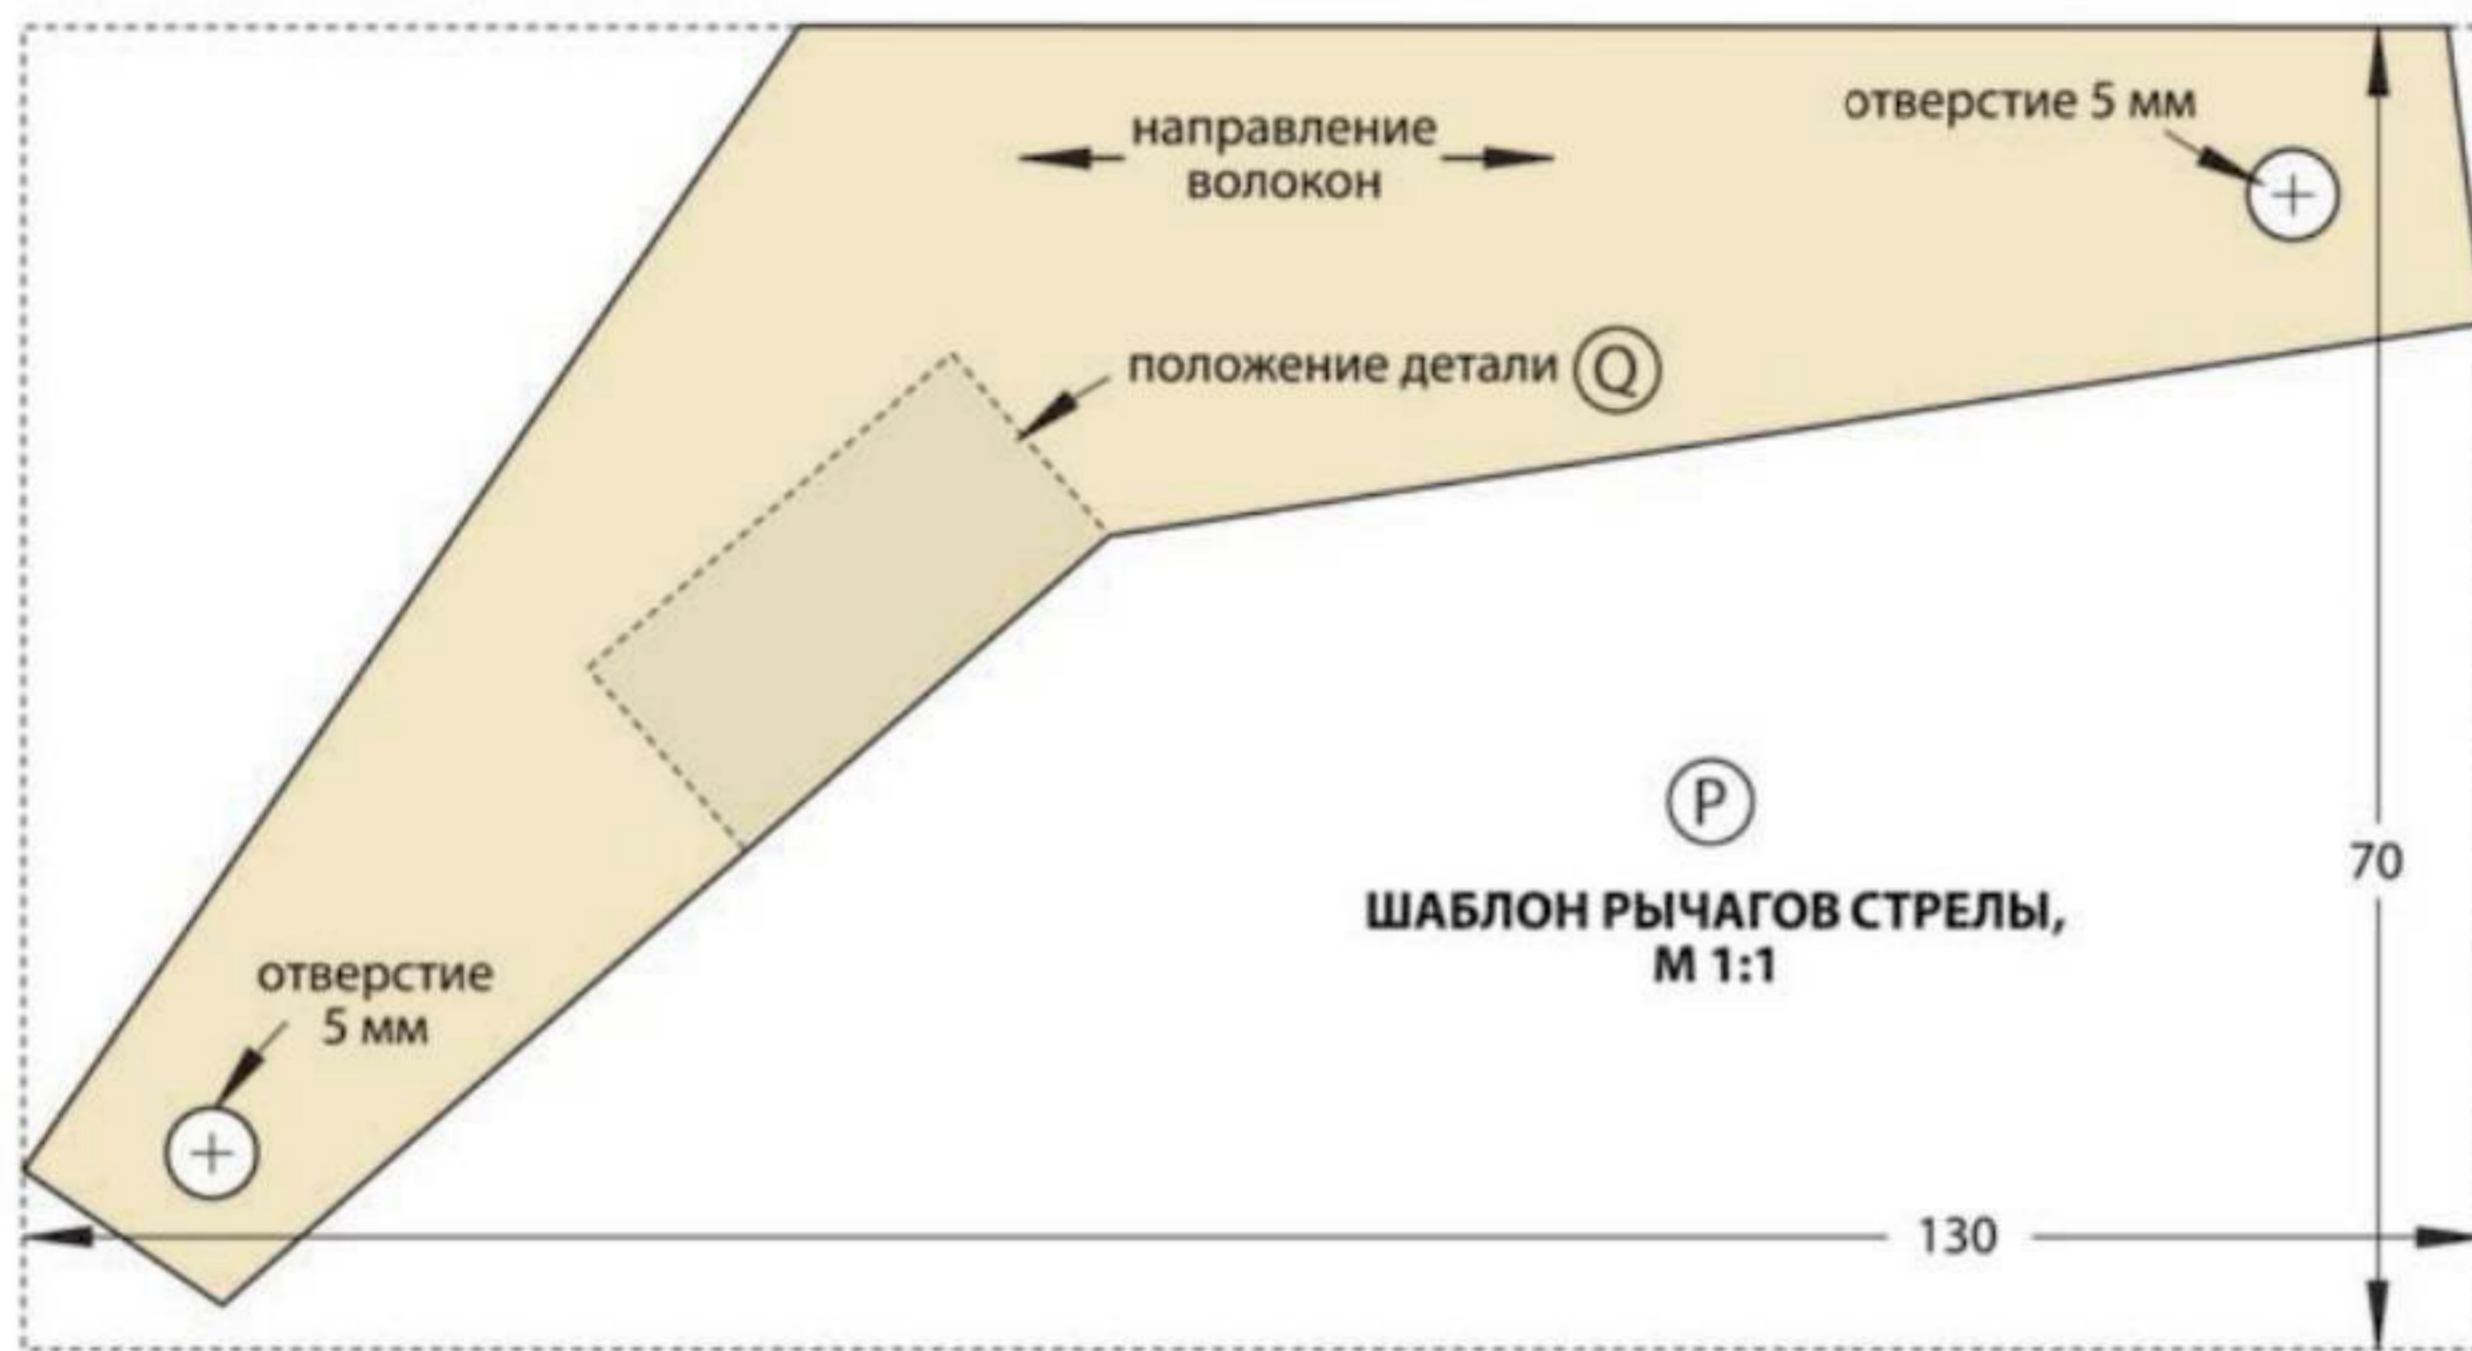 отверстие 5 мм
направление
волокон
положение детали Q
P
70
ШАБЛОН РЫЧАГОВ СТРЕЛЫ,
М 1:1
отверстие
5 мм
130